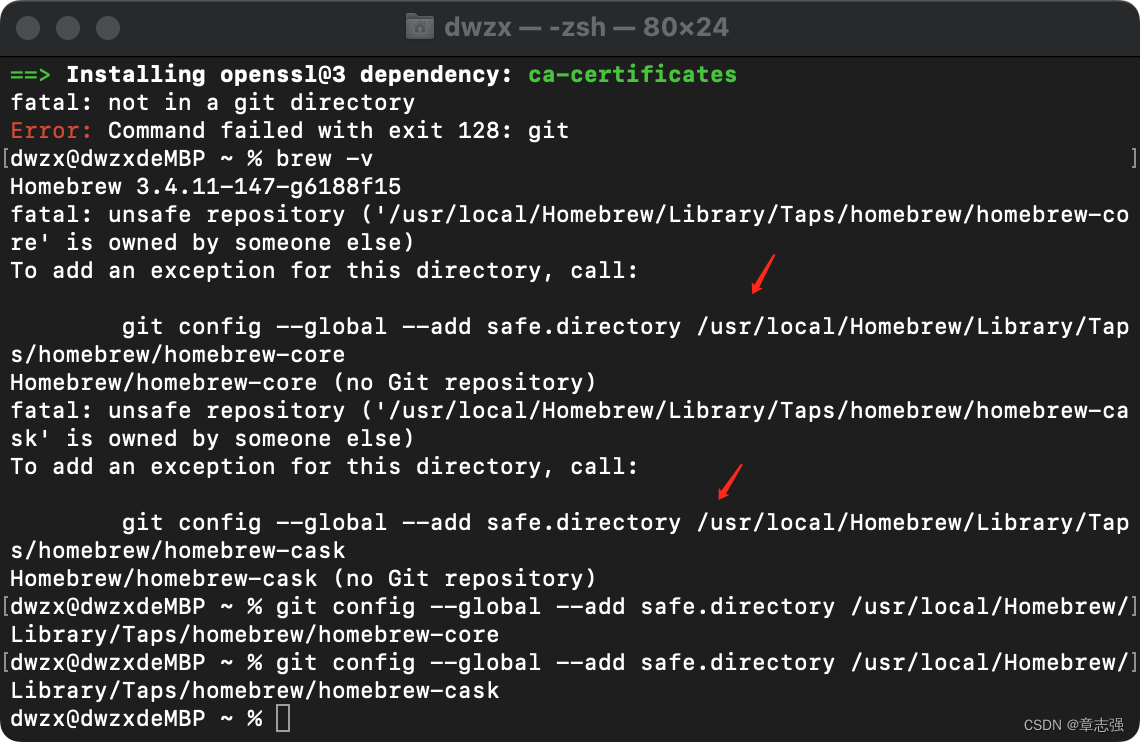 dwzx — -zsh — 80×24
==> Installing openssl@3 dependency: ca-certificates
fatal: not in a git directory
Error: Command failed with exit 128: git
[dwzx@dwzxdeMBP ~ % brew -v ]
Homebrew 3.4.11-147-g6188f15
fatal: unsafe repository ('/usr/local/Homebrew/Library/Taps/homebrew/homebrew-co
re' is owned by someone else)
To add an exception for this directory, call:
git config --global --add safe.directory /usr/local/Homebrew/Library/Tap
s/homebrew/homebrew-core
Homebrew/homebrew-core (no Git repository)
fatal: unsafe repository ('/usr/local/Homebrew/Library/Taps/homebrew/homebrew-ca
sk' is owned by someone else)
To add an exception for this directory, call:
git config --global --add safe.directory /usr/local/Homebrew/Library/Tap
s/homebrew/homebrew-cask
Homebrew/homebrew-cask (no Git repository)
[dwzx@dwzxdeMBP ~ % git config --global --add safe.directory /usr/local/Homebrew/]
Library/Taps/homebrew/homebrew-core
[dwzx@dwzxdeMBP ~ % git config --global --add safe.directory /usr/local/Homebrew/]
Library/Taps/homebrew/homebrew-cask
dwzx@dwzxdeMBP ~ %
CSDN @章志强